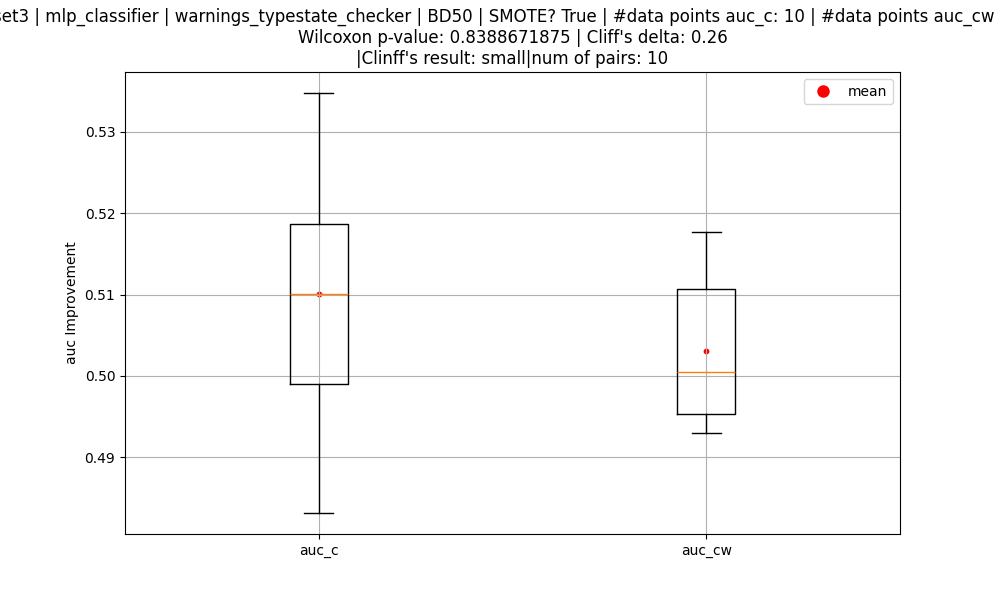 set3 | mlp_classifier | warnings_typestate_checker | BD50 | SMOTE? True | #data points auc_c: 10 | #data points auc_cw
Wilcoxon p-value: 0.8388671875 | Cliff's delta: 0.26
|Clinff's result: small|num of pairs: 10
mean
0.53
0.52
0.51
0.50
0.49
auc Improvement
auc_c
auc_cw